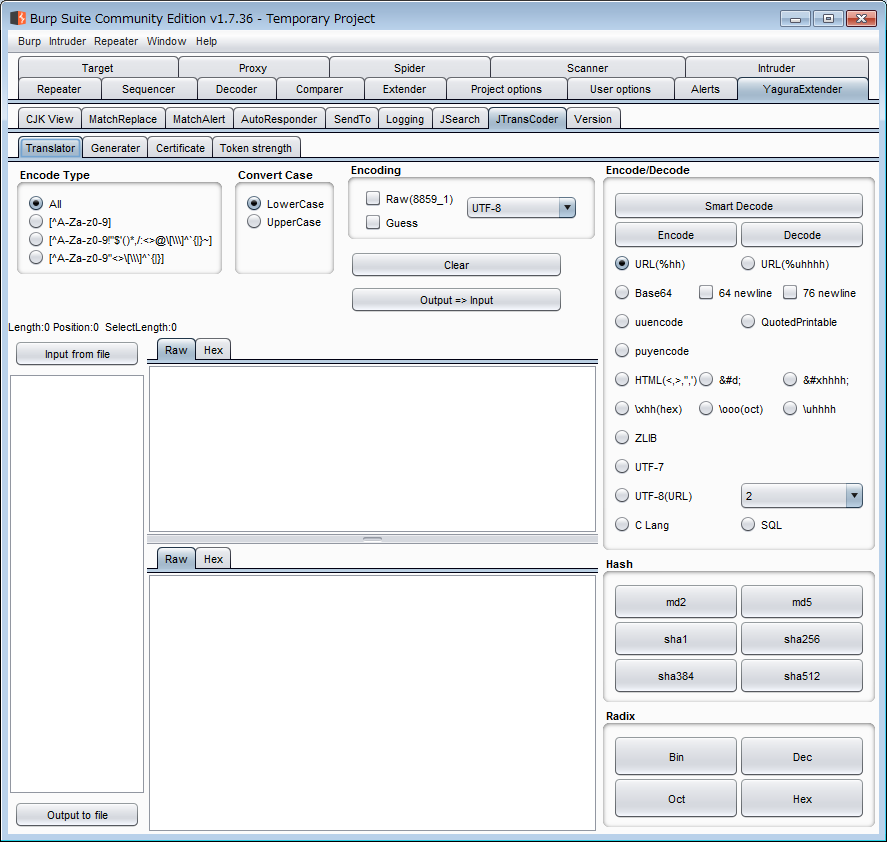 Burp Suite Community Edition v1.7.36 - Temporary Project
Burp Intruder Repeater Window Help
Target Proxy Spider Scanner Intruder
Repeater Sequencer Decoder Comparer Extender Project options User options Alerts YaguraExtender
CJK View MatchReplace MatchAlert AutoResponder SendTo Logging JSearch JTransCoder Version
Translator Generater Certificate Token strength
Encode Type
All
[^A-Za-z0-9]
[^A-Za-z0-9!"$'()*,/:<>@\[\\\]^`{|}~]
[^A-Za-z0-9"<>\[\\\]^`{|}]
Convert Case
LowerCase
UpperCase
Encoding
Raw(8859_1)
Guess
UTF-8
Clear
Output => Input
Encode/Decode
Smart Decode
Encode Decode
URL(%hh) URL(%uhhhh)
Base64 64 newline 76 newline
uuencode QuotedPrintable
puyencode
HTML(<,>,",') &#d; &#xhhhh;
\xhh(hex) \ooo(oct) \uhhhh
ZLIB
UTF-7
UTF-8(URL) 2
C Lang SQL
Length:0 Position:0 SelectLength:0
Input from file
Raw Hex
Raw Hex
Output to file
Hash
md2 md5
sha1 sha256
sha384 sha512
Radix
Bin Dec
Oct Hex